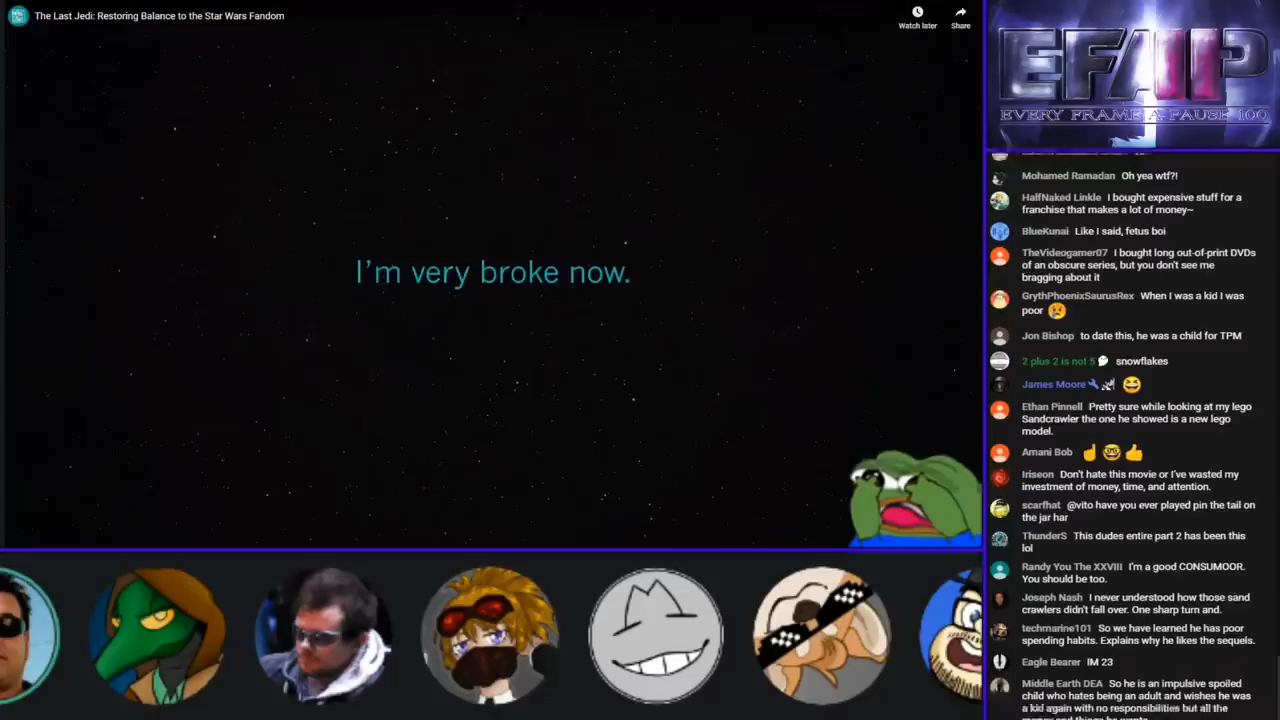 The Last Jedi: Restoring Balance to the Star Wars Fandom
Watch later
Share
I'm very broke now.
EFAP
EVERY FRAME A PAUSE 100
Mohamed Ramadan Oh yea wtf?!
HalfNaked Linkle I bought expensive stuff for a
franchise that makes a lot of money~
BlueKunai Like I said, fetus boi
TheVideogamer07 I bought long out-of-print DVDs
of an obscure series, but you don't see me
bragging about it
GrythPhoenixSaurusRex When I was a kid I was
poor
Jon Bishop to date this, he was a child for TPM
2 plus 2 is not 5 snowflakes
James Moore
Ethan Pinnell Pretty sure while looking at my lego
Sandcrawler the one he showed is a new lego
model.
Amani Bob
Iriseon Don't hate this movie or I've wasted my
investment of money, time, and attention.
scarfhat @vito have you ever played pin the tail on
the jar har
ThunderS This dudes entire part 2 has been this
lol
Randy You The XXVIII I'm a good CONSUMOOR.
You should be too.
Joseph Nash I never understood how those sand
crawlers didn't fall over. One sharp turn and.
techmarine101 So we have learned he has poor
spending habits. Explains why he likes the sequels.
Eagle Bearer IM 23
Middle Earth DEA So he is an impulsive spoiled
child who hates being an adult and wishes he was
a kid again with no responsibilities but all the